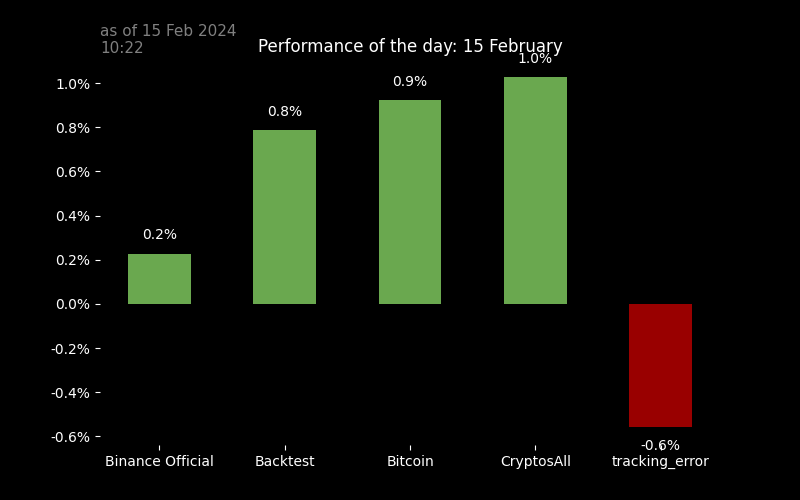 as of 15 Feb 2024
10:22
Performance of the day: 15 February
1.0%
0.8%
0.6%
0.4%
0.2%
0.0%
-0.2%
-0.4%
-0.6%
0.2%
0.8%
0.9%
1.0%
-0.6%
Binance Official
Backtest
Bitcoin
CryptosAll
tracking_error